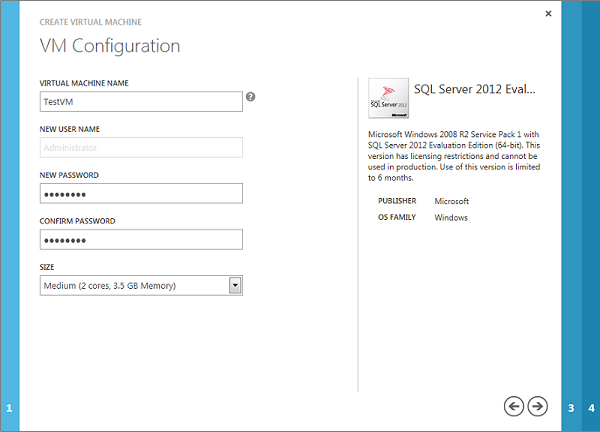 CREATE VIRTUAL MACHINE
VM Configuration
VIRTUAL MACHINE NAME
TestVM
NEW USER NAME
Administrator
NEW PASSWORD
●●●●●●●●
CONFIRM PASSWORD
●●●●●●●●
SIZE
Medium (2 cores, 3.5 GB Memory)
SQL Server 2012
Microsoft
SQL Server 2012 Eval...
Microsoft Windows 2008 R2 Service Pack 1 with
SQL Server 2012 Evaluation Edition (64-bit). This
version has licensing restrictions and cannot be
used in production. Use of this version is limited
to 6 months.
PUBLISHER Microsoft
OS FAMILY Windows
1
3
4